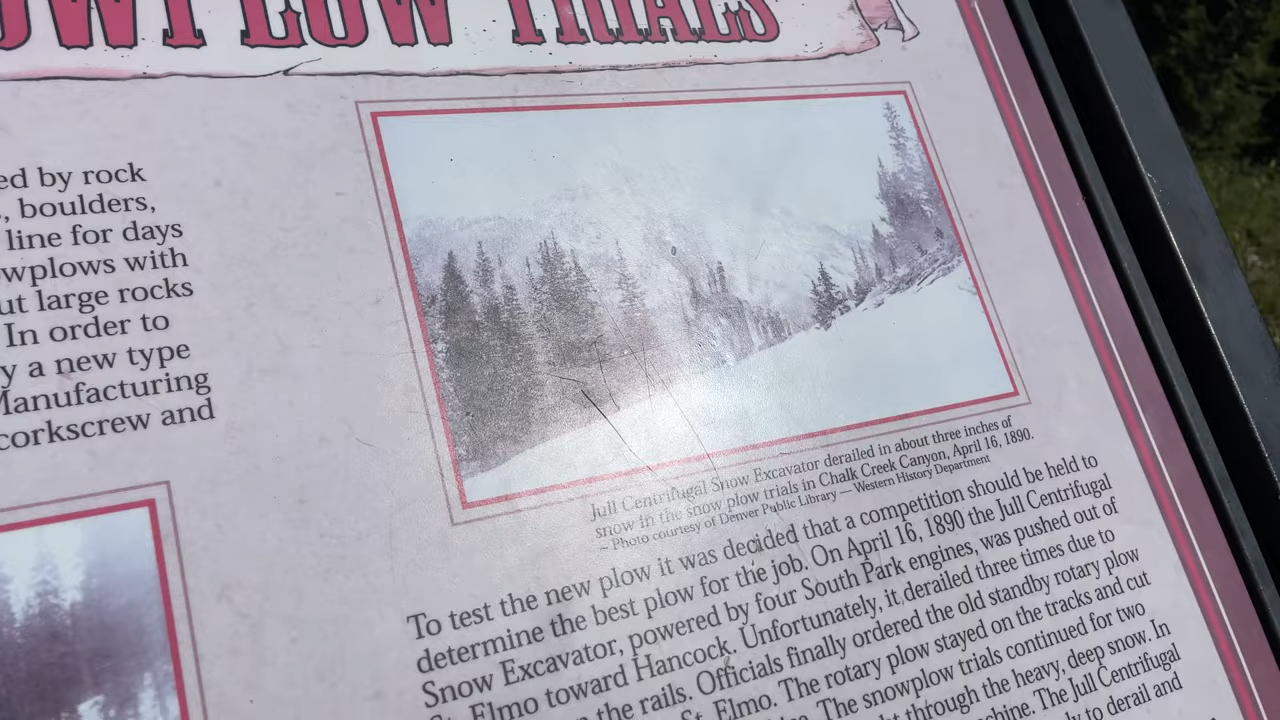 OWPLOW TRIALS
ed by rock
, boulders,
line for days
wplows with
ut large rocks
In order to
y a new type
Manufacturing
corkscrew and
Jull Centrifugal Snow Excavator derailed in about three inches of
snow in the snow plow trials in Chalk Creek Canyon, April 16, 1890.
~ Photo courtesy of Denver Public Library — Western History Department
To test the new plow it was decided that a competition should be held to
determine the best plow for the job. On April 16, 1890 the Jull Centrifugal
Snow Excavator, powered by four South Park engines, was pushed out of
St. Elmo toward Hancock. Unfortunately, it derailed three times due to
the rails. Officials finally ordered the old standby rotary plow
St. Elmo. The rotary plow stayed on the tracks and cut
The snowplow trials continued for two
through the heavy, deep snow. In
The Jull Centrifugal
to derail and